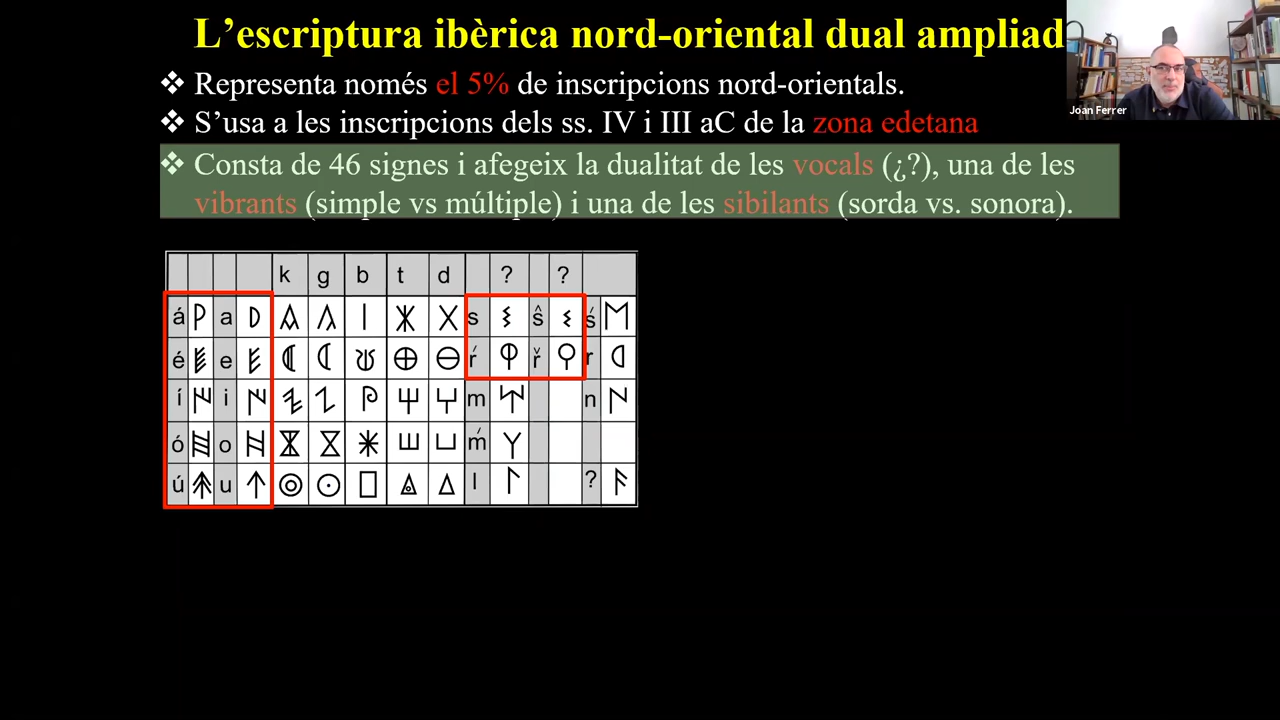 L’escriptura ibèrica nord-oriental dual ampliad
Joan Ferrer
❖ Representa només el 5% de inscripcions nord-orientals.
❖ S’usa a les inscripcions dels ss. IV i III aC de la zona edetana
❖ Consta de 46 signes i afegeix la dualitat de les vocals (¿?), una de les
vibrants (simple vs múltiple) i una de les sibilants (sorda vs. sonora).
k g b t d ? ?
á a s ŝ ś
é e ŕ ř r
í i m n
ó o ḿ
ú u l ?